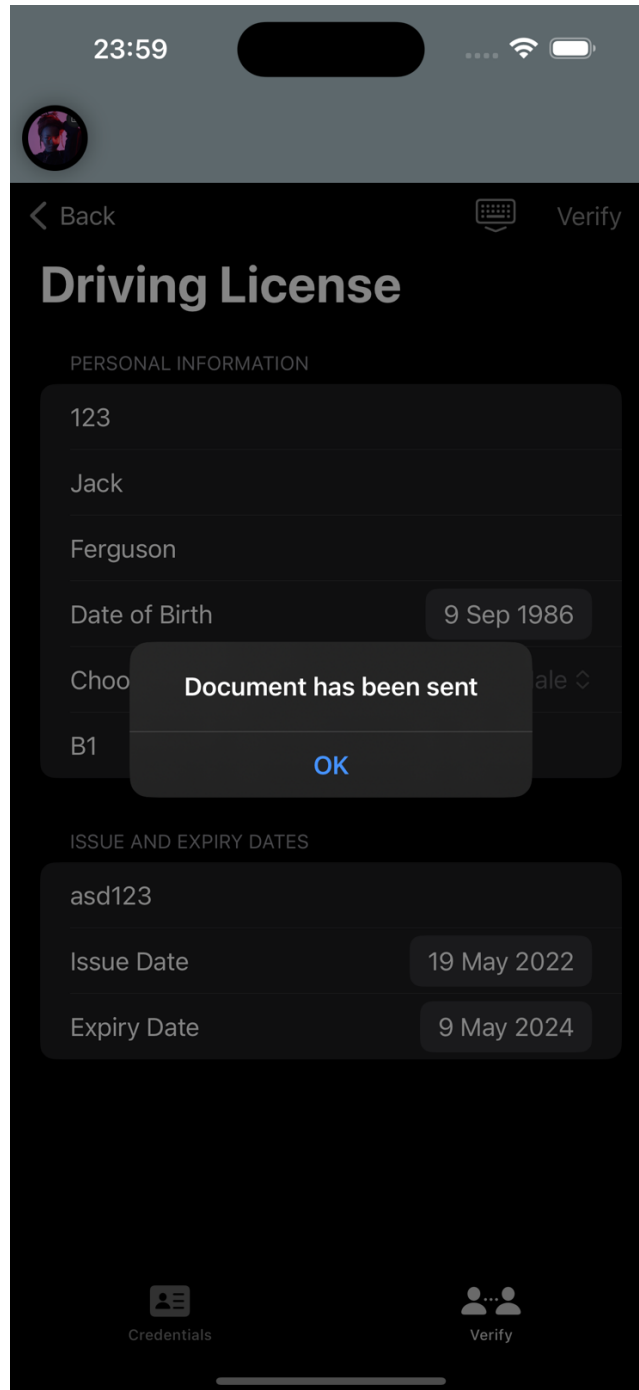 23:59
Back Verify
Driving License
PERSONAL INFORMATION
123
Jack
Ferguson
Date of Birth 9 Sep 1986
Choo ale
Document has been sent
B1
OK
ISSUE AND EXPIRY DATES
asd123
Issue Date 19 May 2022
Expiry Date 9 May 2024
Credentials Verify